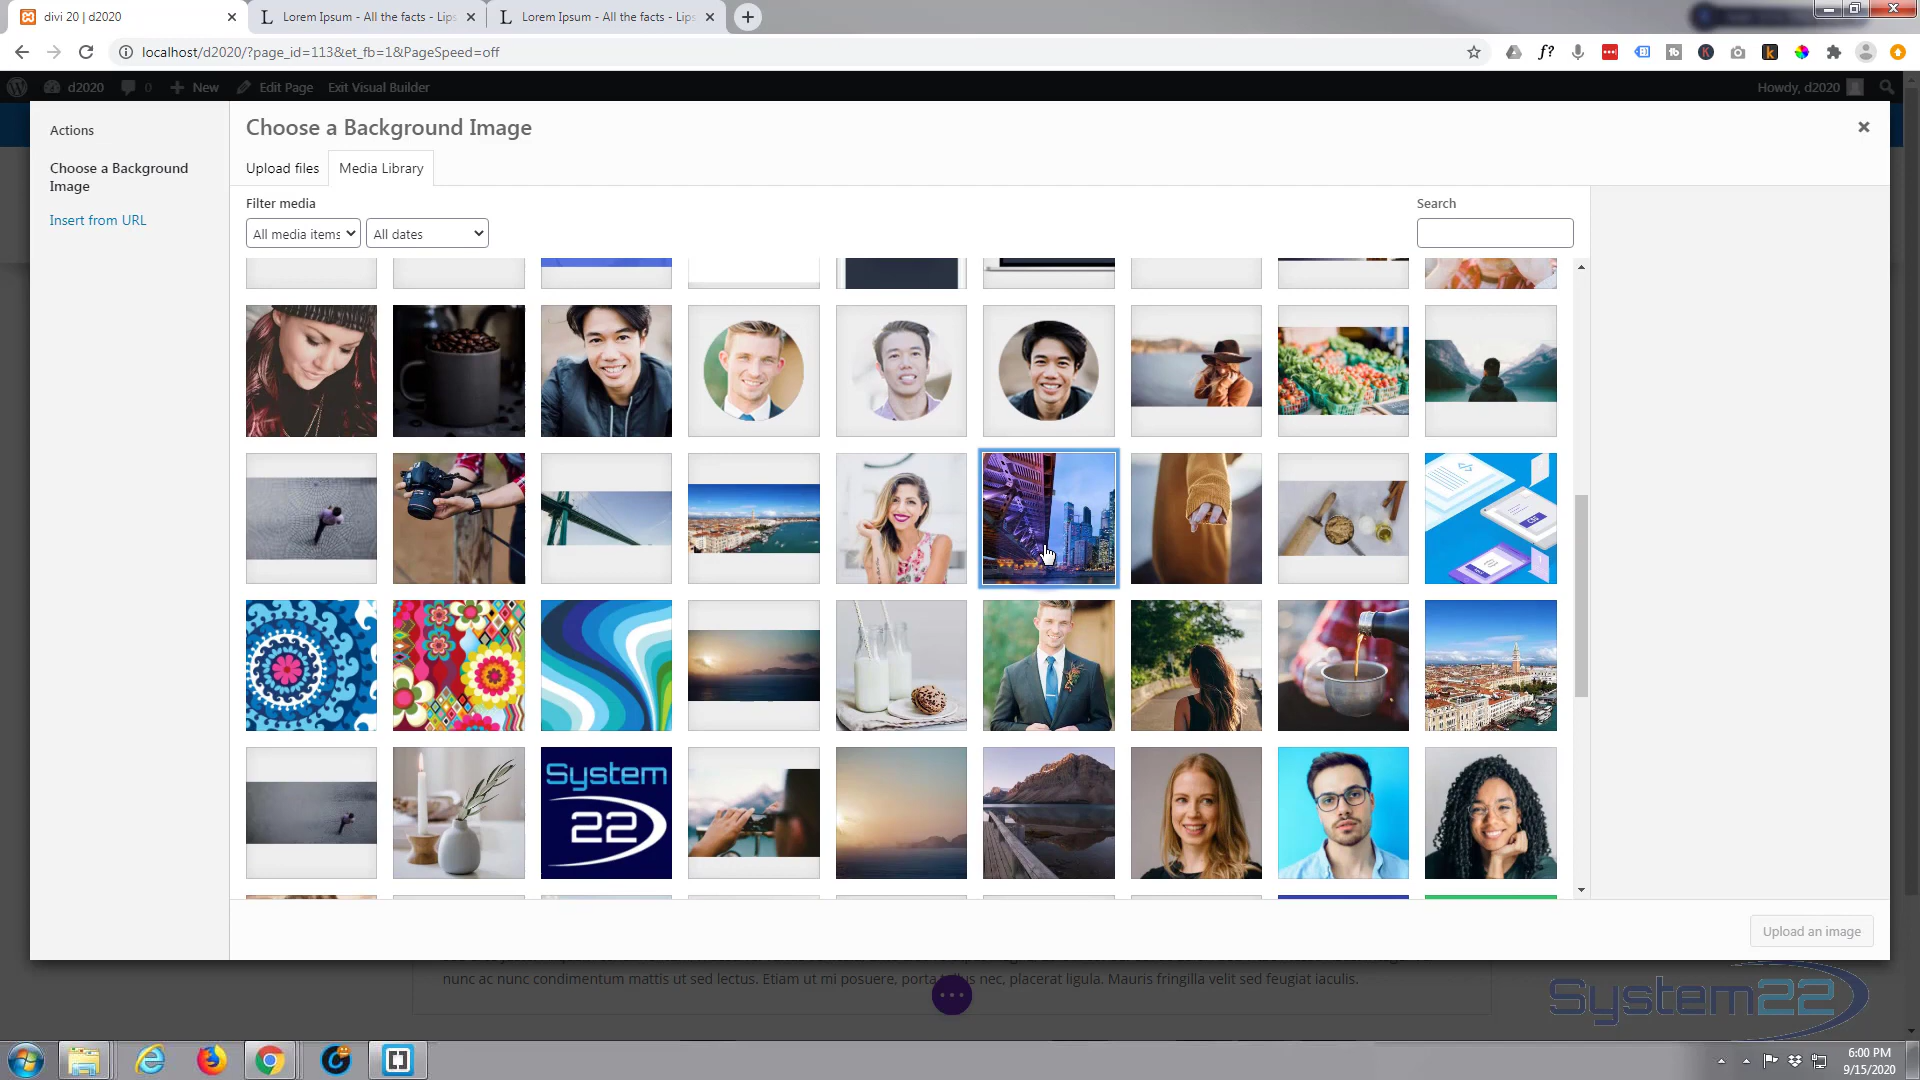 divi 20 | d2020
Lorem Ipsum - All the facts - Lips
Lorem Ipsum - All the facts - Lips
localhost/d2020/?page_id=113&et_fb=1&PageSpeed=off
d2020
0
New
Edit Page
Exit Visual Builder
Howdy, d2020
Actions
Choose a Background
Image
Insert from URL
Choose a Background Image
Upload files
Media Library
Filter media
Search
All media items
All dates
System
22
Upload an image
nunc ac nunc condimentum mattis ut sed lectus. Etiam ut mi posuere, porta tellus nec, placerat ligula. Mauris fringilla velit sed feugiat iaculis.
System22
6:00 PM
9/15/2020